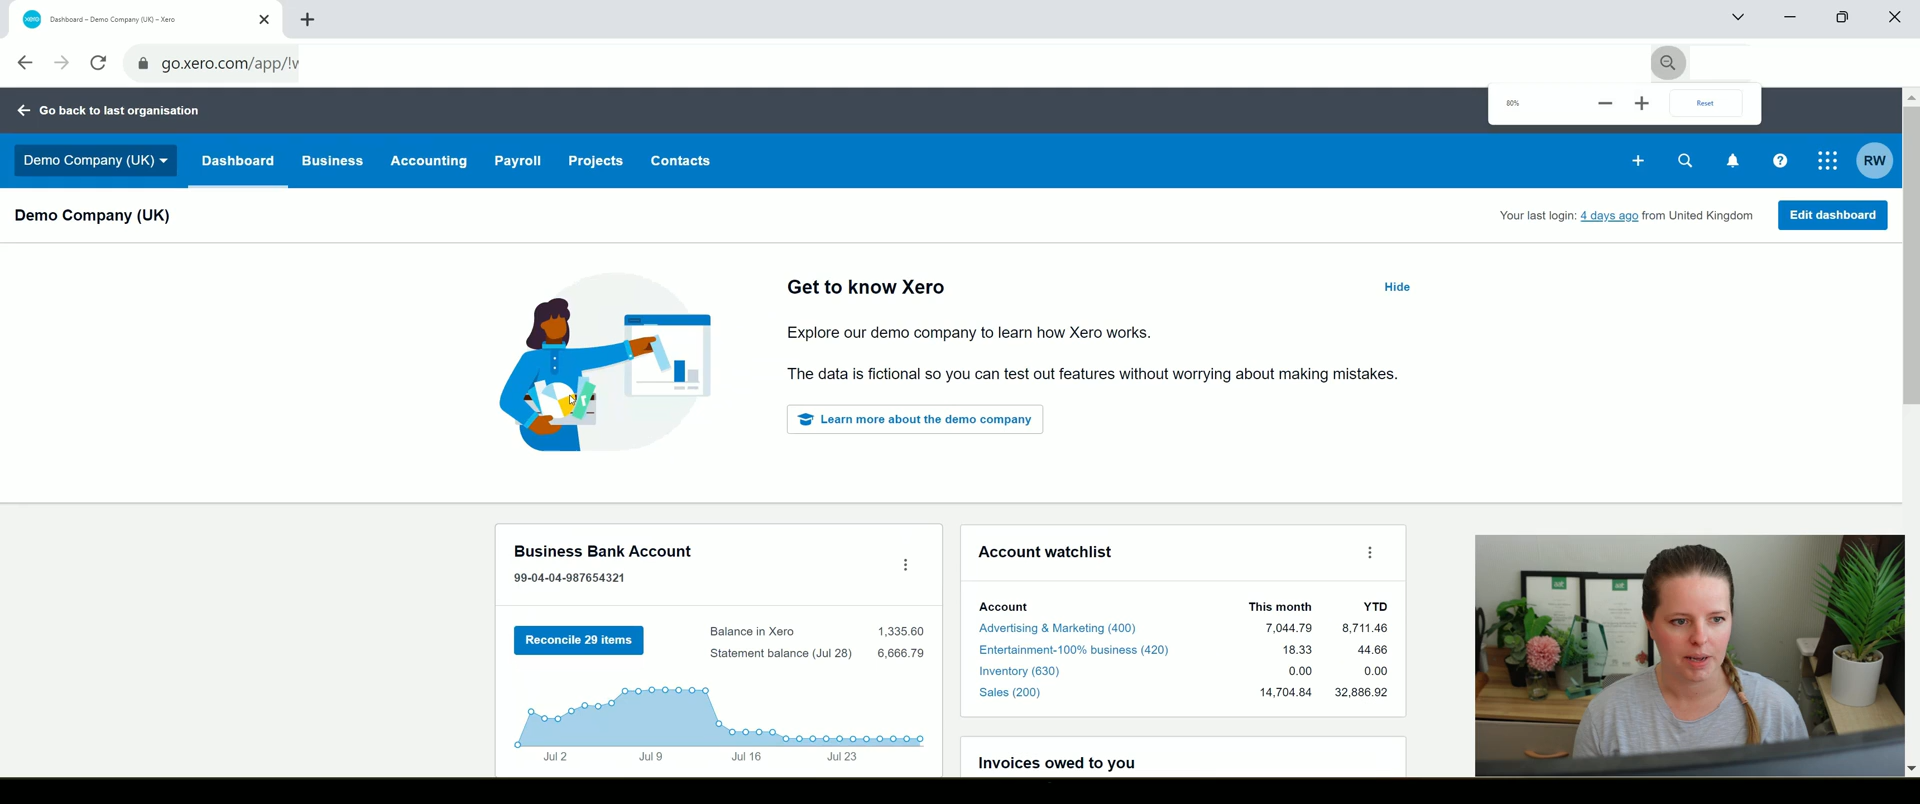 xero Dashboard – Demo Company (UK) – Xero
go.xero.com/app/!v
Go back to last organisation
80% Reset
Demo Company (UK) Dashboard Business Accounting Payroll Projects Contacts RW
Demo Company (UK)
Your last login: 4 days ago from United Kingdom Edit dashboard
Get to know Xero Hide
Explore our demo company to learn how Xero works.
The data is fictional so you can test out features without worrying about making mistakes.
Learn more about the demo company
Business Bank Account
99-04-04-987654321
Reconcile 29 items
Balance in Xero 1,335.60
Statement balance (Jul 28) 6,666.79
Jul 2 Jul 9 Jul 16 Jul 23
Account watchlist
Account This month YTD
Advertising & Marketing (400) 7,044.79 8,711.46
Entertainment-100% business (420) 18.33 44.66
Inventory (630) 0.00 0.00
Sales (200) 14,704.84 32,886.92
Invoices owed to you